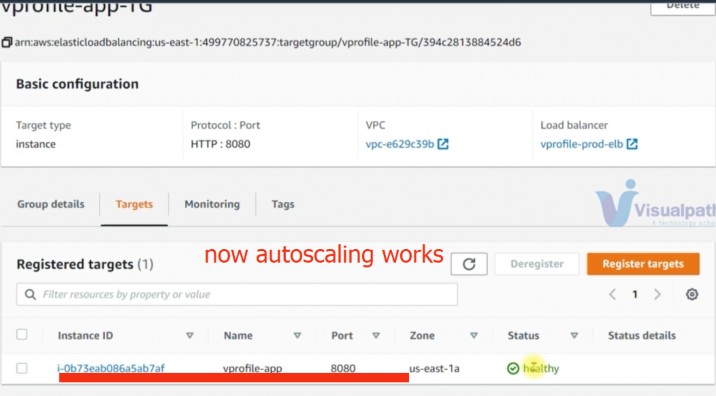 vprofile-app-TG
Delete
arn:aws:elasticloadbalancing:us-east-1:499770825737:targetgroup/vprofile-app-TG/394c2813884524d6
Basic configuration
Target type
Protocol : Port
VPC
Load balancer
instance
HTTP : 8080
vpc-e629c39b
vprofile-prod-elb
Group details
Targets
Monitoring
Tags
Visualpath
now autoscaling works
Registered targets (1)
Deregister
Register targets
Filter resources by property or value
1
Instance ID
Name
Port
Zone
Status
Status details
i-0b73eab086a5ab7af
vprofile-app
8080
us-east-1a
healthy